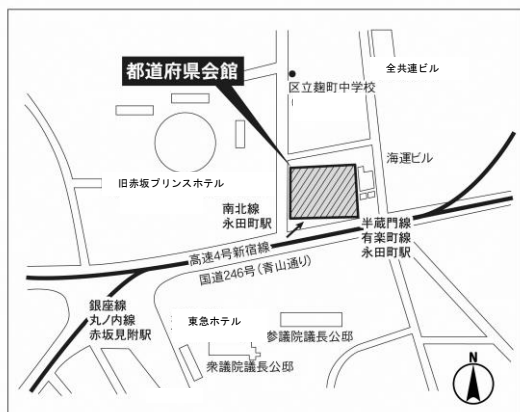 全共連ビル
都道府県会館
区立麹町中学校
海運ビル
旧赤坂プリンスホテル
南北線
永田町駅
半蔵門線
有楽町線
永田町駅
高速4号新宿線
国道246号(青山通り)
銀座線
丸ノ内線
赤坂見附駅
東急ホテル
参議院議長公邸
衆議院議長公邸
N